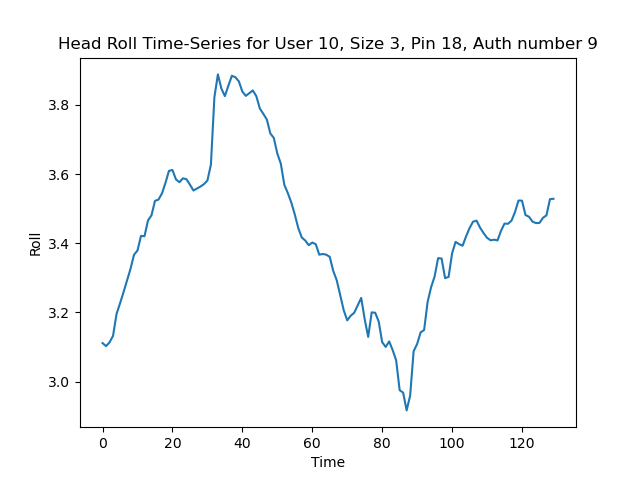 Head Roll Time-Series for User 10, Size 3, Pin 18, Auth number 9
3.8
3.6
3.4
3.2
3.0
Roll
0 20 40 60 80 100 120
Time